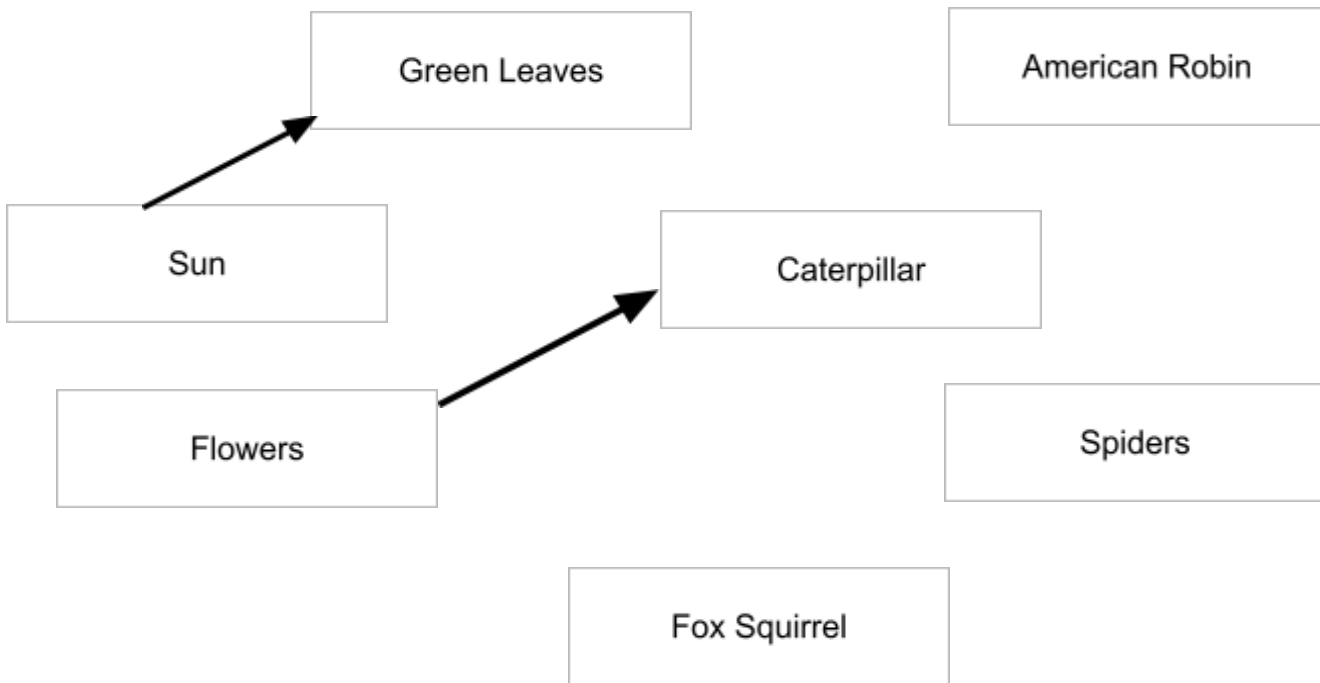 Green Leaves
American Robin
Sun
Caterpillar
Flowers
Spiders
Fox Squirrel